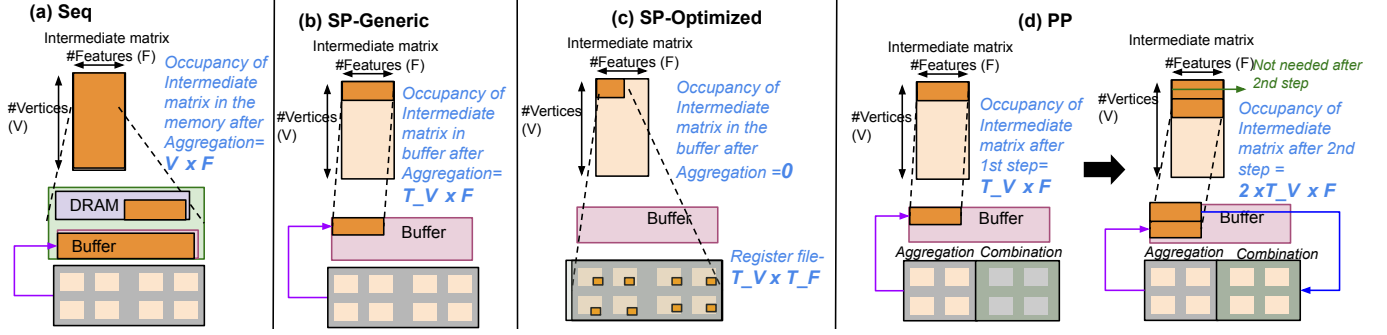 (a) Seq
Intermediate matrix
#Features (F)
#Vertices
(V)
Occupancy of
Intermediate
matrix in the
memory after
Aggregation=
V x F
DRAM
Buffer
(b) SP-Generic
Intermediate matrix
#Features (F)
#Vertices
(V)
Occupancy of
Intermediate
matrix in
buffer after
Aggregation=
T_V x F
Buffer
(c) SP-Optimized
Intermediate matrix
#Features (F)
#Vertices
(V)
Occupancy of
Intermediate
matrix in the
buffer after
Aggregation =0
Buffer
Register file-
T_V x T_F
(d) PP
Intermediate matrix
#Features (F)
#Vertices
(V)
Occupancy of
Intermediate
matrix after
1st step=
T_V x F
Buffer
Aggregation Combination
Intermediate matrix
#Features (F)
Not needed after
2nd step
#Vertices
(V)
Occupancy of
Intermediate
matrix after 2nd
step =
2 xT_V x F
Buffer
Aggregation Combination